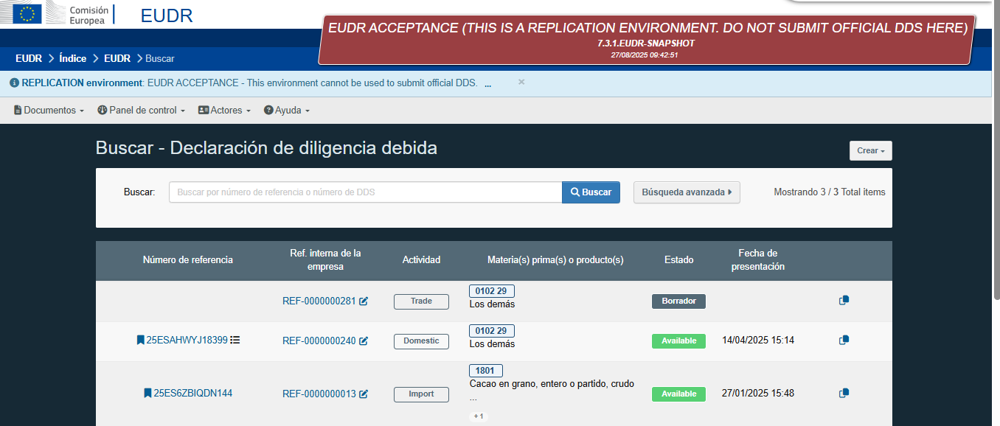 Comisión
Europea
EUDR
EUDR ACCEPTANCE (THIS IS A REPLICATION ENVIRONMENT. DO NOT SUBMIT OFFICIAL DDS HERE)
7.3.1.EUDR-SNAPSHOT
27/08/2025 09:42:51
EUDR > Índice > EUDR > Buscar
REPLICATION environment: EUDR ACCEPTANCE - This environment cannot be used to submit official DDS. ... ×
Documentos Panel de control Actores Ayuda
Buscar - Declaración de diligencia debida
Crear
Buscar: Buscar por número de referencia o número de DDS Buscar Búsqueda avanzada Mostrando 3 / 3 Total items
Número de referencia Ref. interna de la empresa Actividad Materia(s) prima(s) o producto(s) Estado Fecha de presentación
REF-0000000281 Trade 0102 29 Borrador
Los demás
25ESAHWYJ18399 REF-0000000240 Domestic 0102 29 Available 14/04/2025 15:14
Los demás
25ES6ZBIQDN144 REF-0000000013 Import 1801 Available 27/01/2025 15:48
Cacao en grano, entero o partido, crudo
...
+ 1